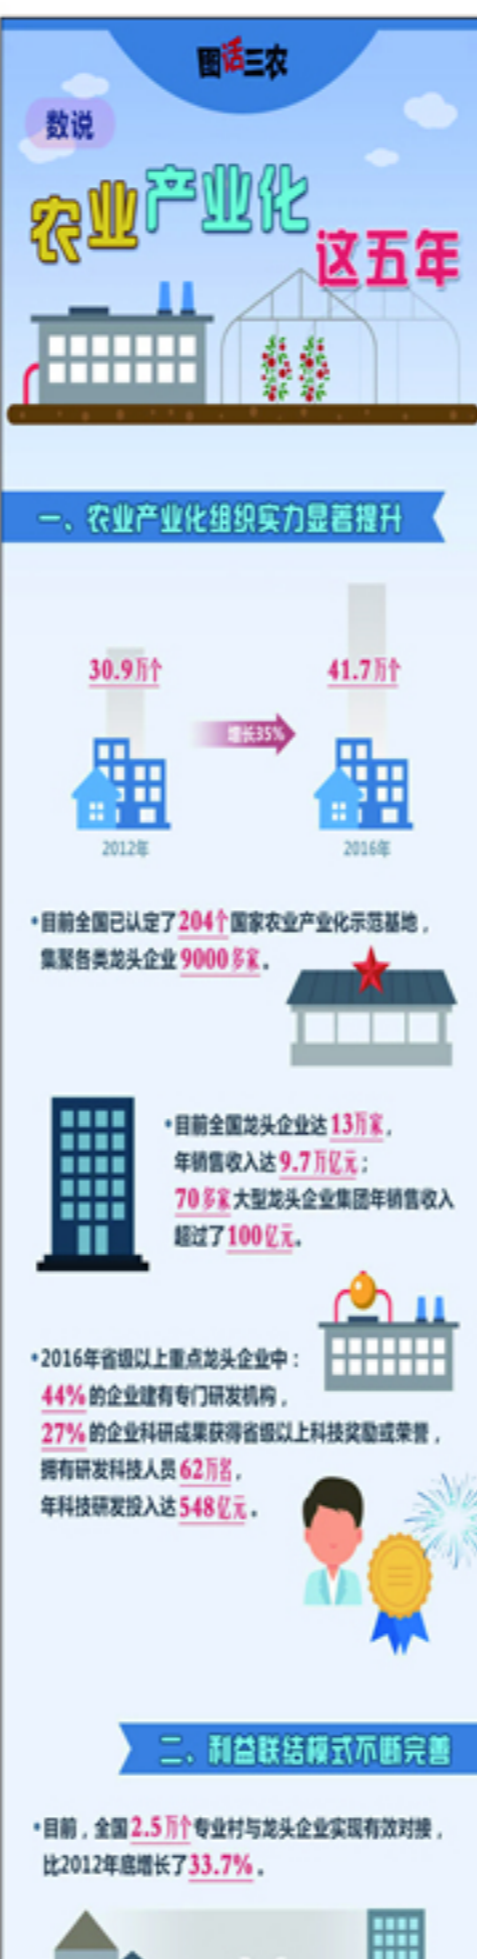 图话三农
数说
农业产业化
这五年
一、农业产业化组织实力显著提升
30.9万个
41.7万个
增长35%
2012年
2016年
•目前全国已认定了204个国家农业产业化示范基地，
集聚各类龙头企业9000多家。
•目前全国龙头企业达13万家，
年销售收入达9.7万亿元；
70多家大型龙头企业集团年销售收入
超过了100亿元。
•2016年省级以上重点龙头企业中：
44%的企业建有专门研发机构，
27%的企业科研成果获得省级以上科技奖励或荣誉，
拥有研发科技人员62万名，
年科技研发投入达548亿元。
二、利益联结模式不断完善
•目前，全国2.5万个专业村与龙头企业实现有效对接，
比2012年底增长了33.7%。